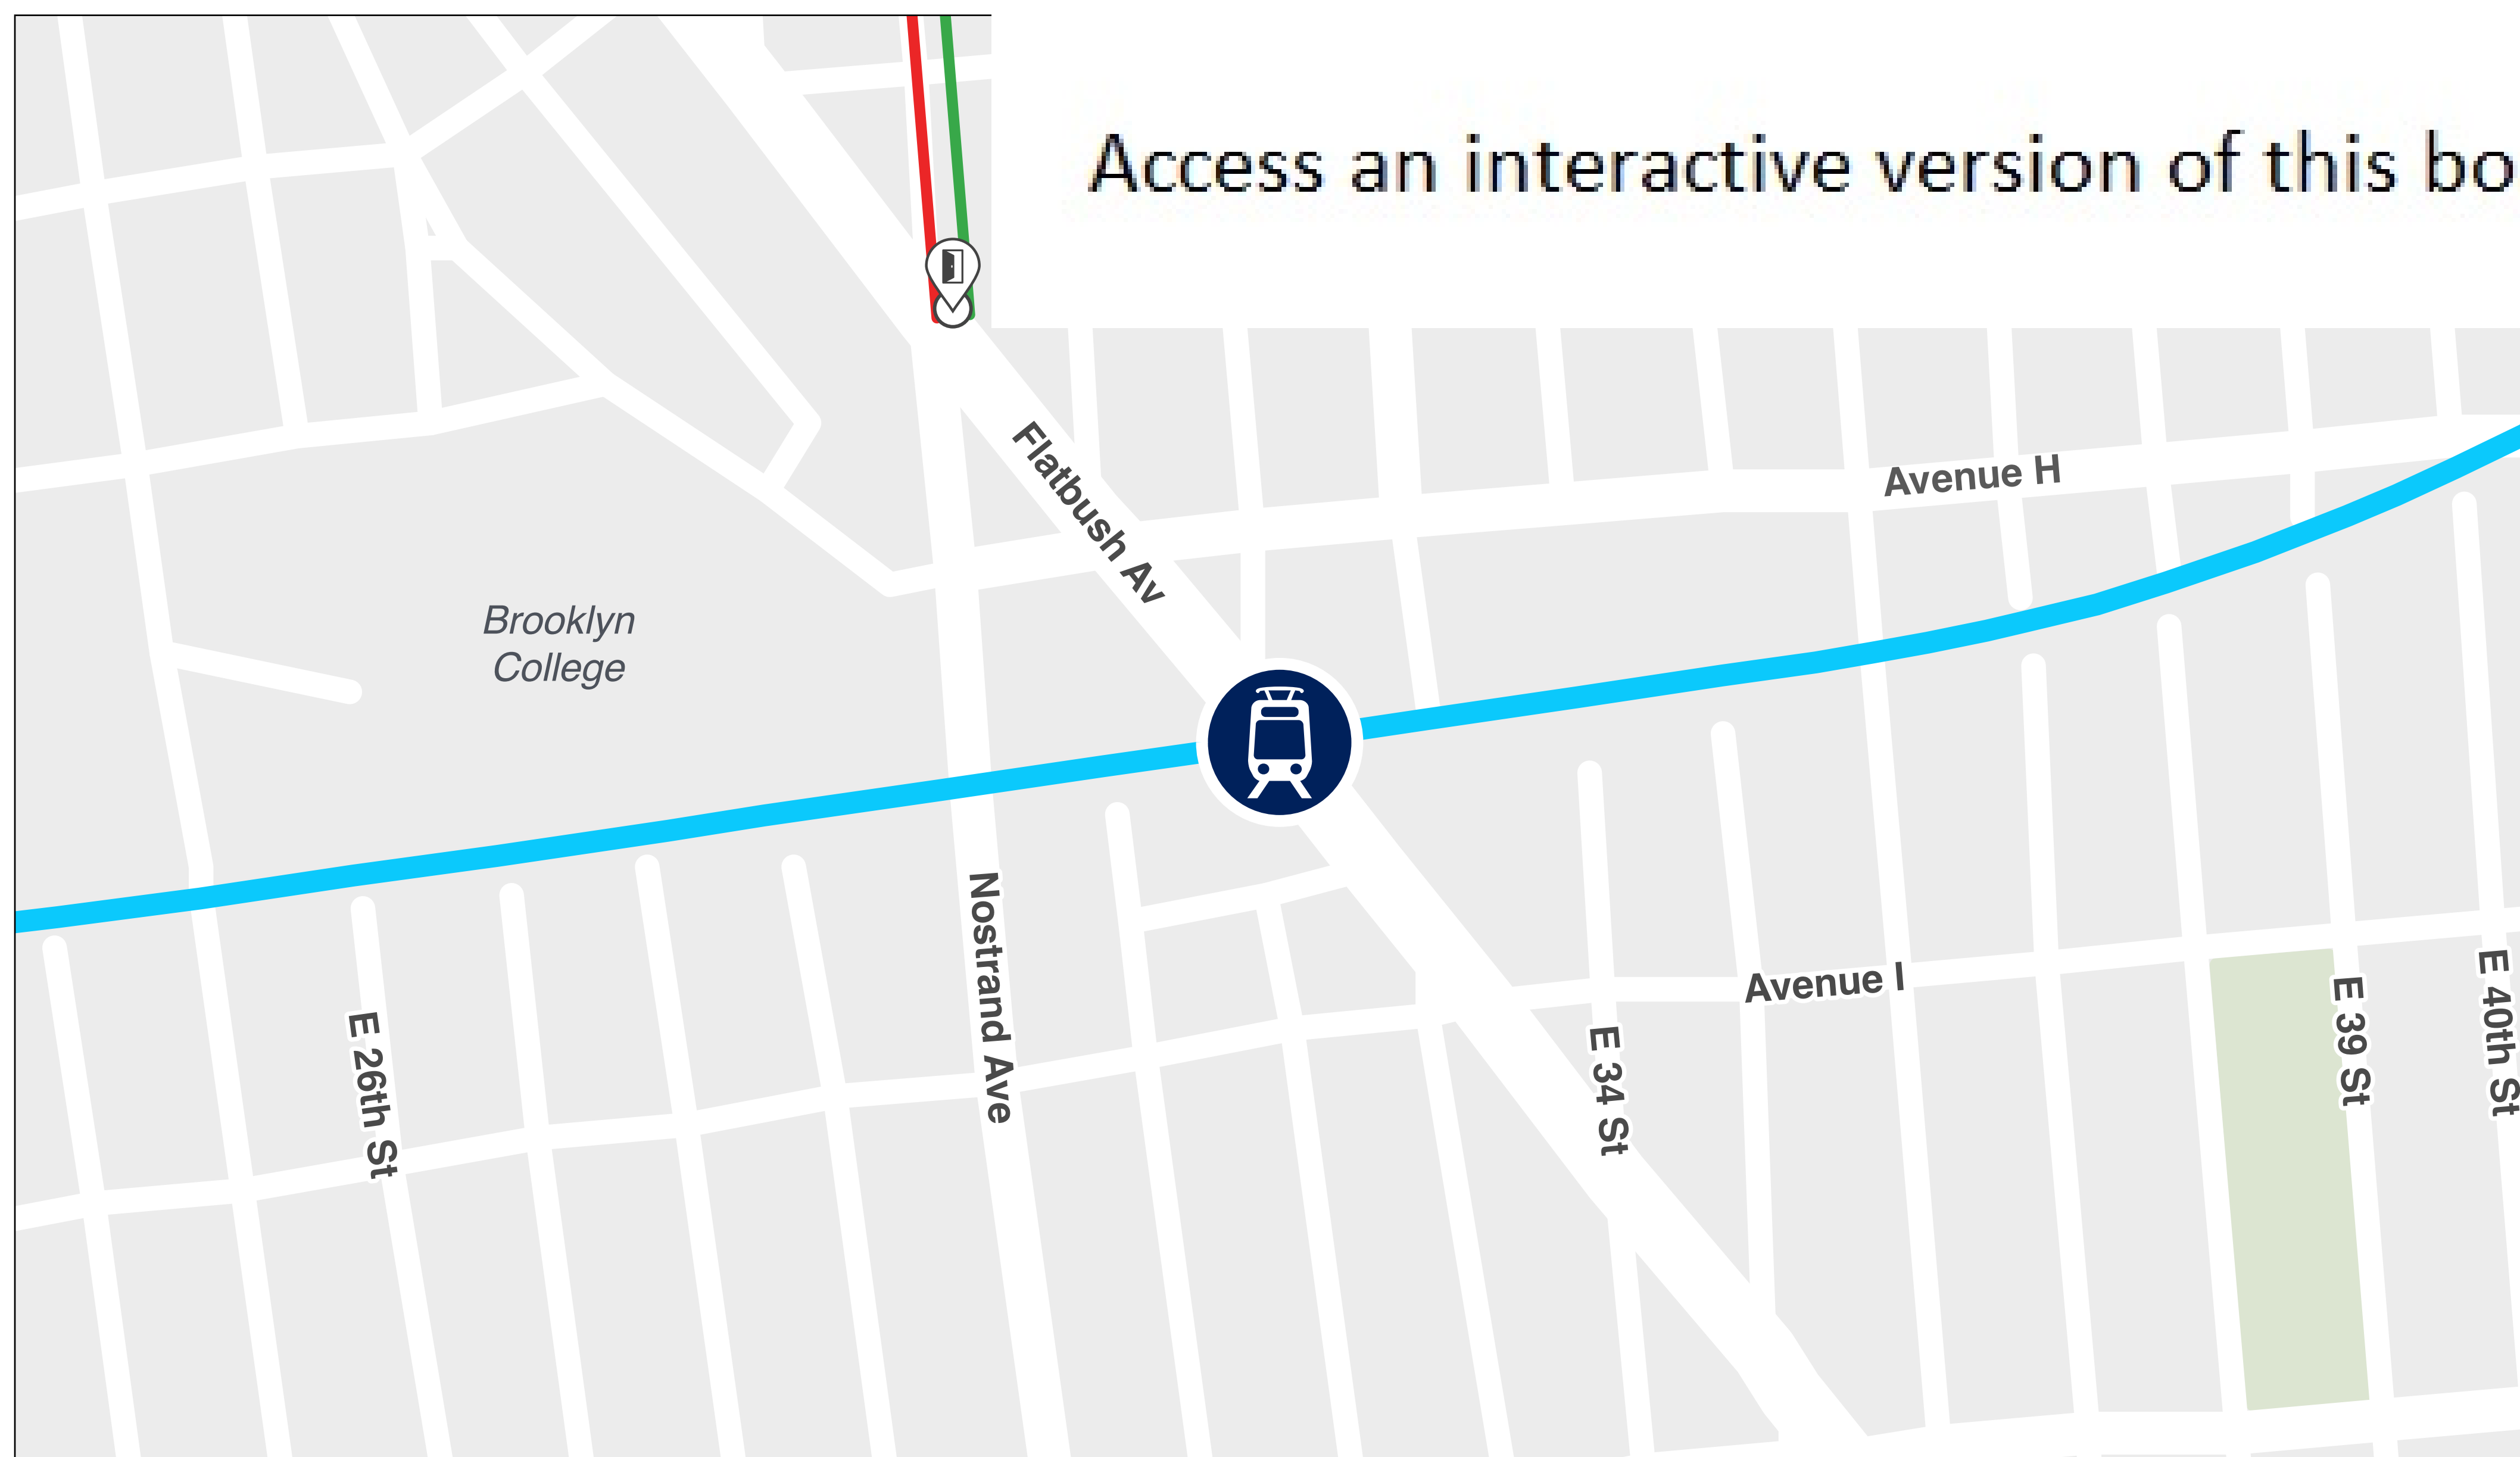 Access an interactive version of this bo
Flatbush Av
Avenue H
Brooklyn
College
Nostrand Ave
Avenue I
E 26th St
E 34 St
E 39 St
E 40th St